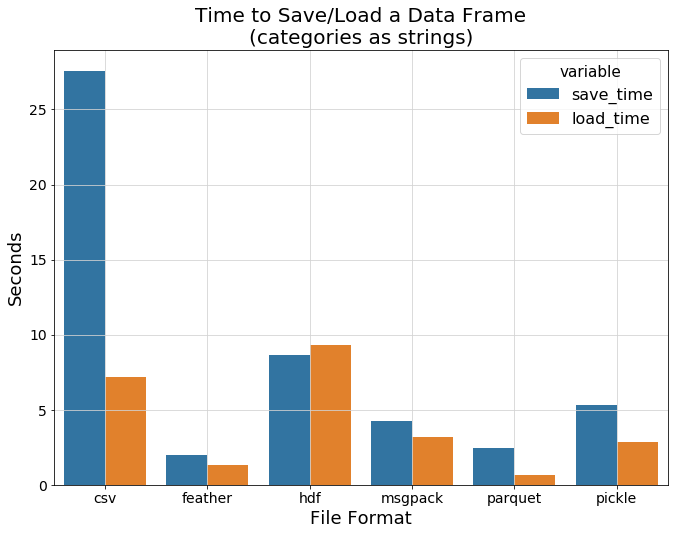 Time to Save/Load a Data Frame
(categories as strings)
variable
save_time
load_time
Seconds
25
20
15
10
5
0
csv feather hdf msgpack parquet pickle
File Format